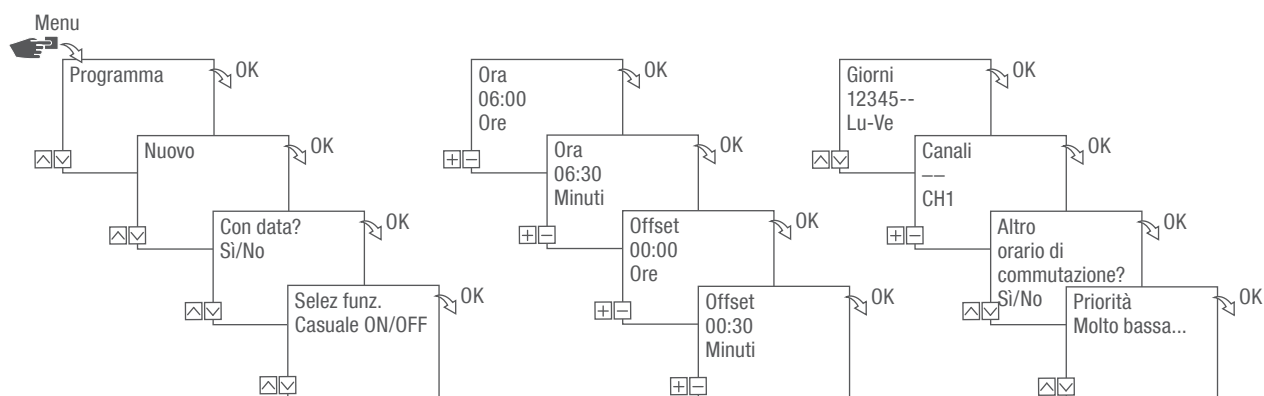 Menu
Programma
OK
Nuovo
OK
Con data?
Sì/No
OK
Selez funz.
Casuale ON/OFF
OK
Ora
06:00
Ore
OK
Ora
06:30
Minuti
OK
Offset
00:00
Ore
OK
Offset
00:30
Minuti
OK
Giorni
12345--
Lu-Ve
OK
Canali
––
CH1
OK
Altro
orario di
commutazione?
Sì/No
OK
Priorità
Molto bassa...
OK